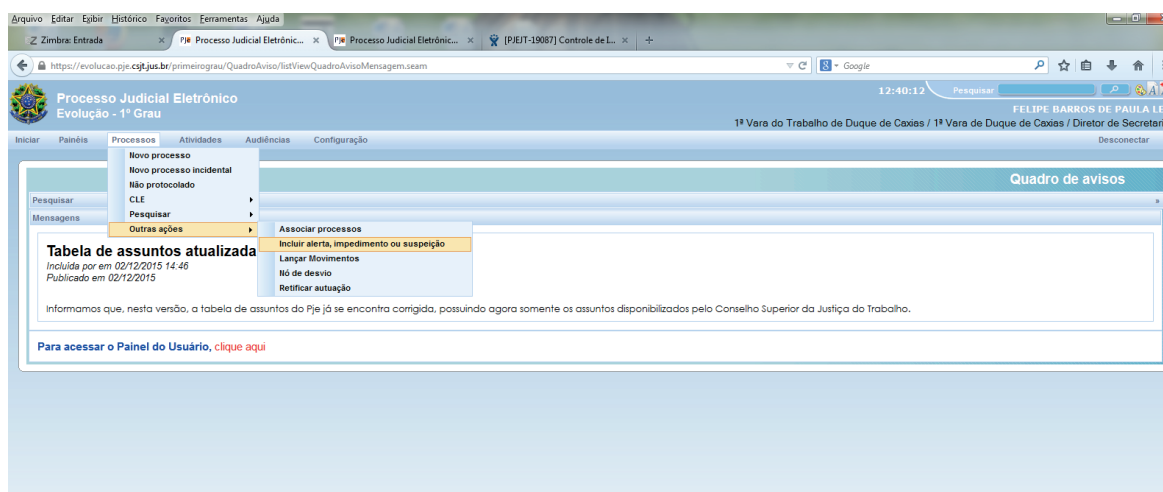 Arquivo Editar Exibir Histórico Favoritos Ferramentas Ajuda
Zimbra: Entrada × PJe Processo Judicial Eletrônic... × PJe Processo Judicial Eletrônic... × [PJEJT-19087] Controle de I... × +
https://evolucao.pje.csjt.jus.br/primeirograu/QuadroAviso/listViewQuadroAvisoMensagem.seam Google
Processo Judicial Eletrônico
Evolução - 1º Grau
12:40:12 Pesquisar A
FELIPE BARROS DE PAULA LE
1ª Vara do Trabalho de Duque de Caxias / 1ª Vara de Duque de Caxias / Diretor de Secretari
Iniciar Painéis Processos Atividades Audiências Configuração Desconectar
Novo processo
Novo processo incidental
Não protocolado
CLE
Pesquisar
Outras ações
Associar processos
Incluir alerta, impedimento ou suspeição
Lançar Movimentos
Nó de desvio
Retificar autuação
Quadro de avisos
Pesquisar »
Mensagens
Tabela de assuntos atualizada
Incluída por em 02/12/2015 14:46
Publicado em 02/12/2015
Informamos que, nesta versão, a tabela de assuntos do Pje já se encontra corrigida, possuindo agora somente os assuntos disponibilizados pelo Conselho Superior da Justiça do Trabalho.
Para acessar o Painel do Usuário, clique aqui